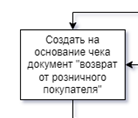 Создать на
основание чека
документ "возврат
от розничного
покупателя"